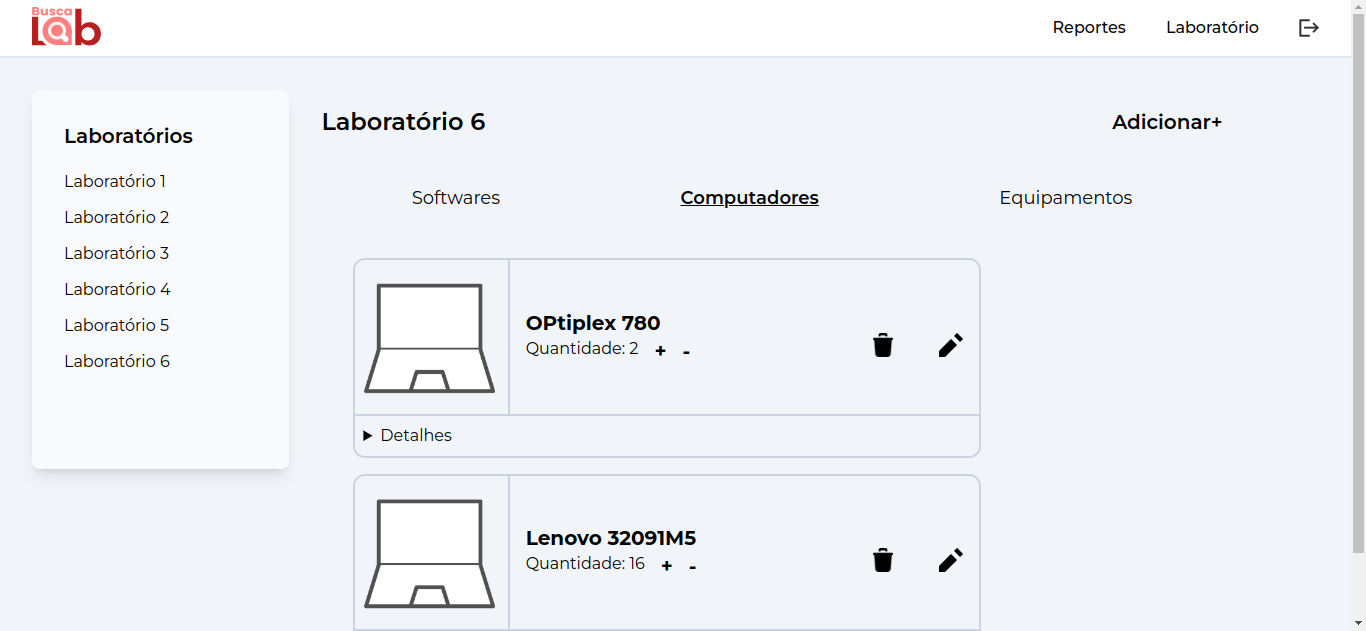 Busca
Lab
Reportes
Laboratório
Laboratórios
Laboratório 1
Laboratório 2
Laboratório 3
Laboratório 4
Laboratório 5
Laboratório 6
Laboratório 6
Adicionar+
Softwares
Computadores
Equipamentos
OPtiplex 780
Quantidade: 2 + -
Detalhes
Lenovo 32091M5
Quantidade: 16 + -